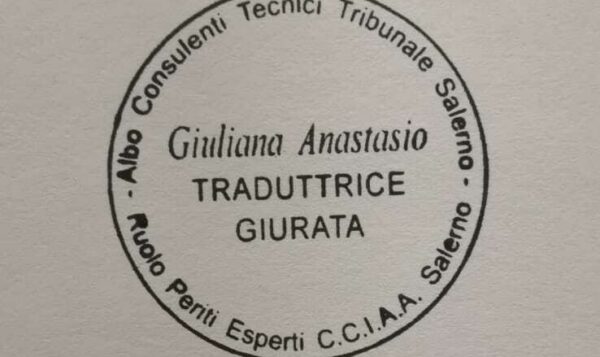 - Albo Consulenti Tecnici Tribunale Salerno -
Giuliana Anastasio
TRADUTTRICE
GIURATA
Ruolo Periti Esperti C.C.I.A.A. Salerno